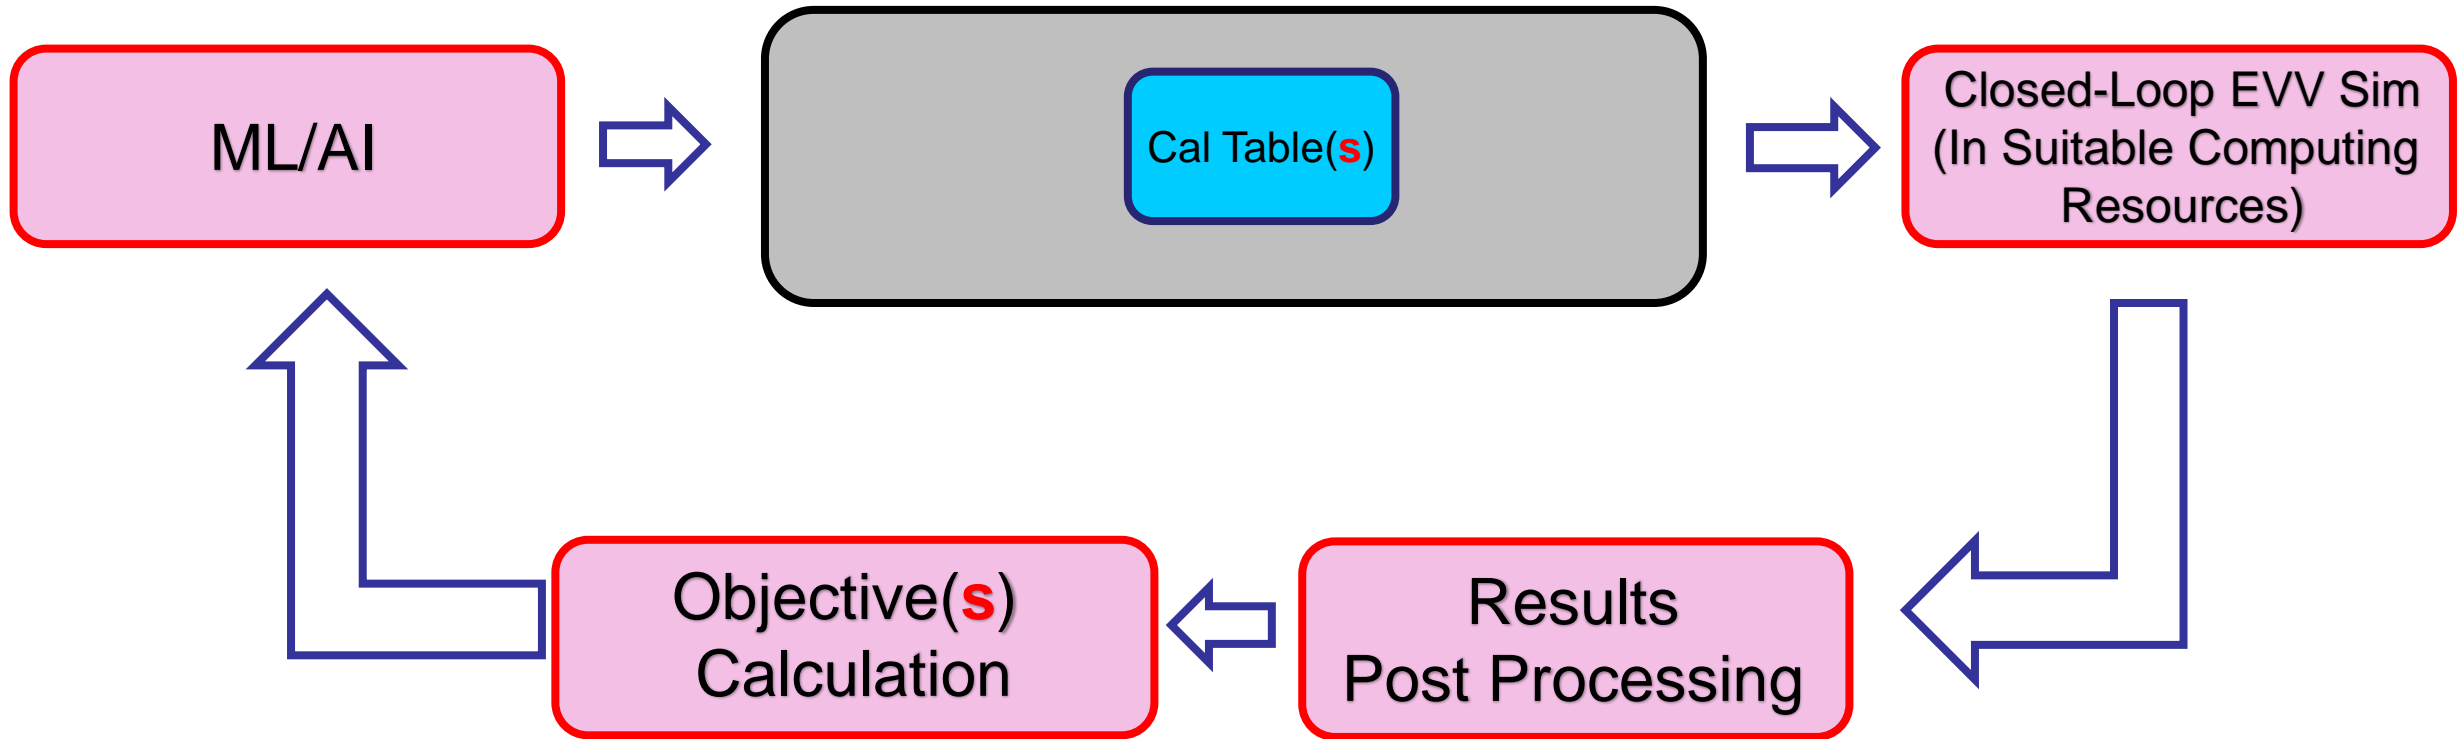 ML/AI
Cal Table(s)
Closed-Loop EVV Sim
(In Suitable Computing
Resources)
Objective(s)
Calculation
Results
Post Processing